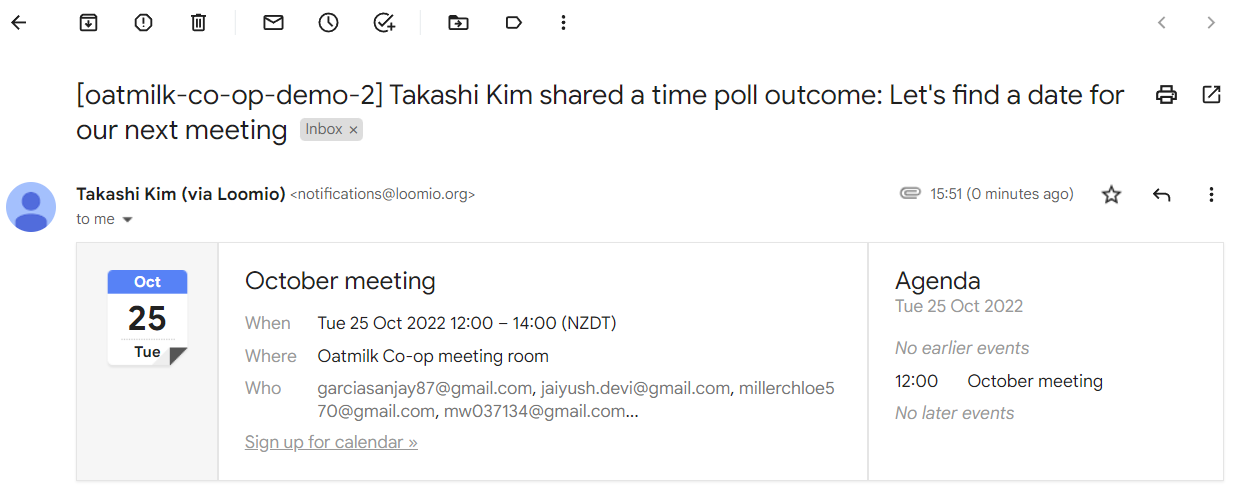 [oatmilk-co-op-demo-2] Takashi Kim shared a time poll outcome: Let's find a date for
our next meeting Inbox ×
Takashi Kim (via Loomio) <notifications@loomio.org> 15:51 (0 minutes ago)
to me
Oct
25
Tue
October meeting
When Tue 25 Oct 2022 12:00 – 14:00 (NZDT)
Where Oatmilk Co-op meeting room
Who garciasanjay87@gmail.com, jaiyush.devi@gmail.com, millerchloe5
70@gmail.com, mw037134@gmail.com...
Sign up for calendar »
Agenda
Tue 25 Oct 2022
No earlier events
12:00 October meeting
No later events